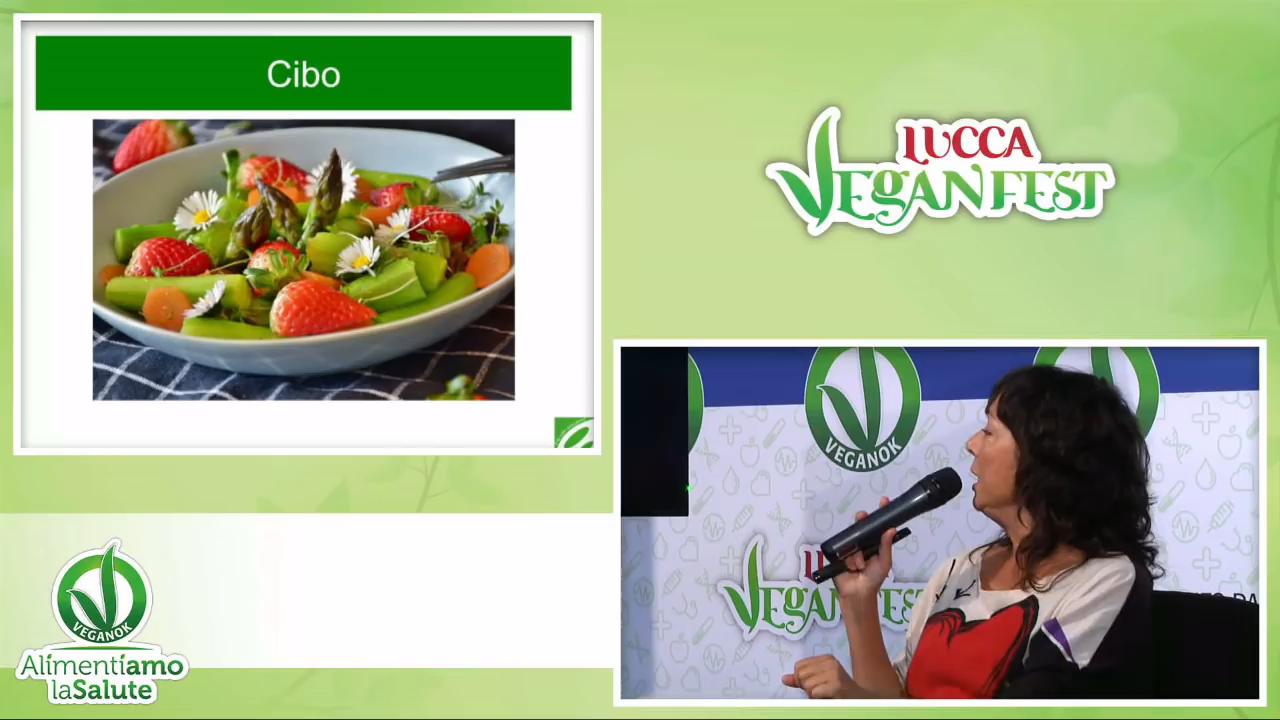 Cibo
LUCCA
VEGANFEST
VEGANOK
VEGANOK
Alimentiamo
laSalute